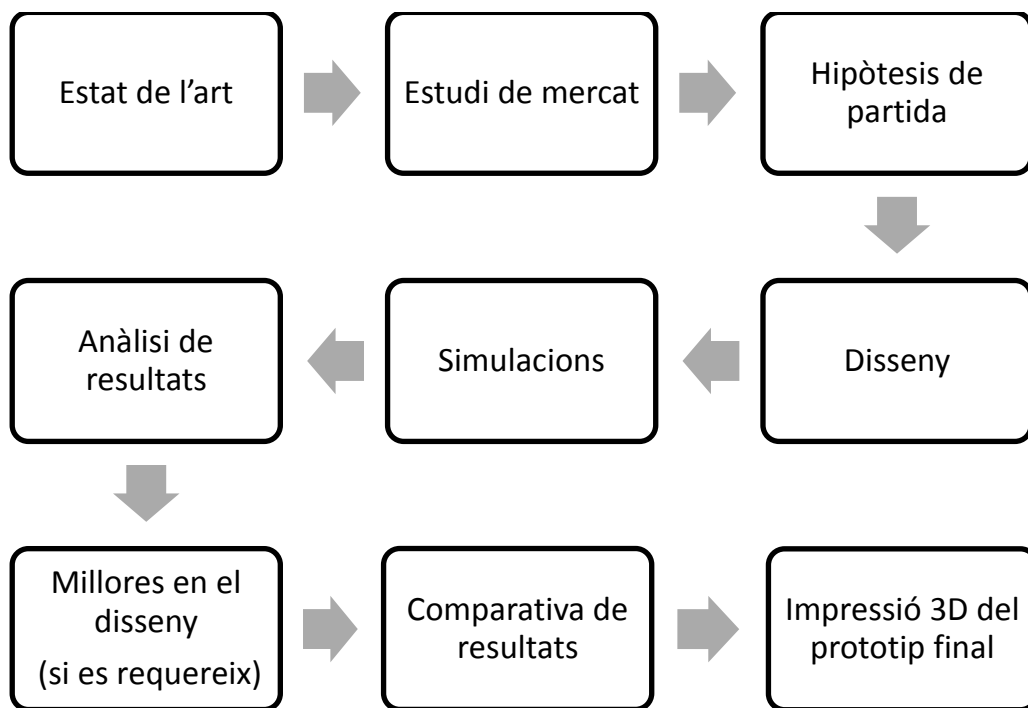 Estat de l’art
Estudi de mercat
Hipòtesis de
partida
Disseny
Simulacions
Anàlisi de
resultats
Millores en el
disseny
(si es requereix)
Comparativa de
resultats
Impressió 3D del
prototip final